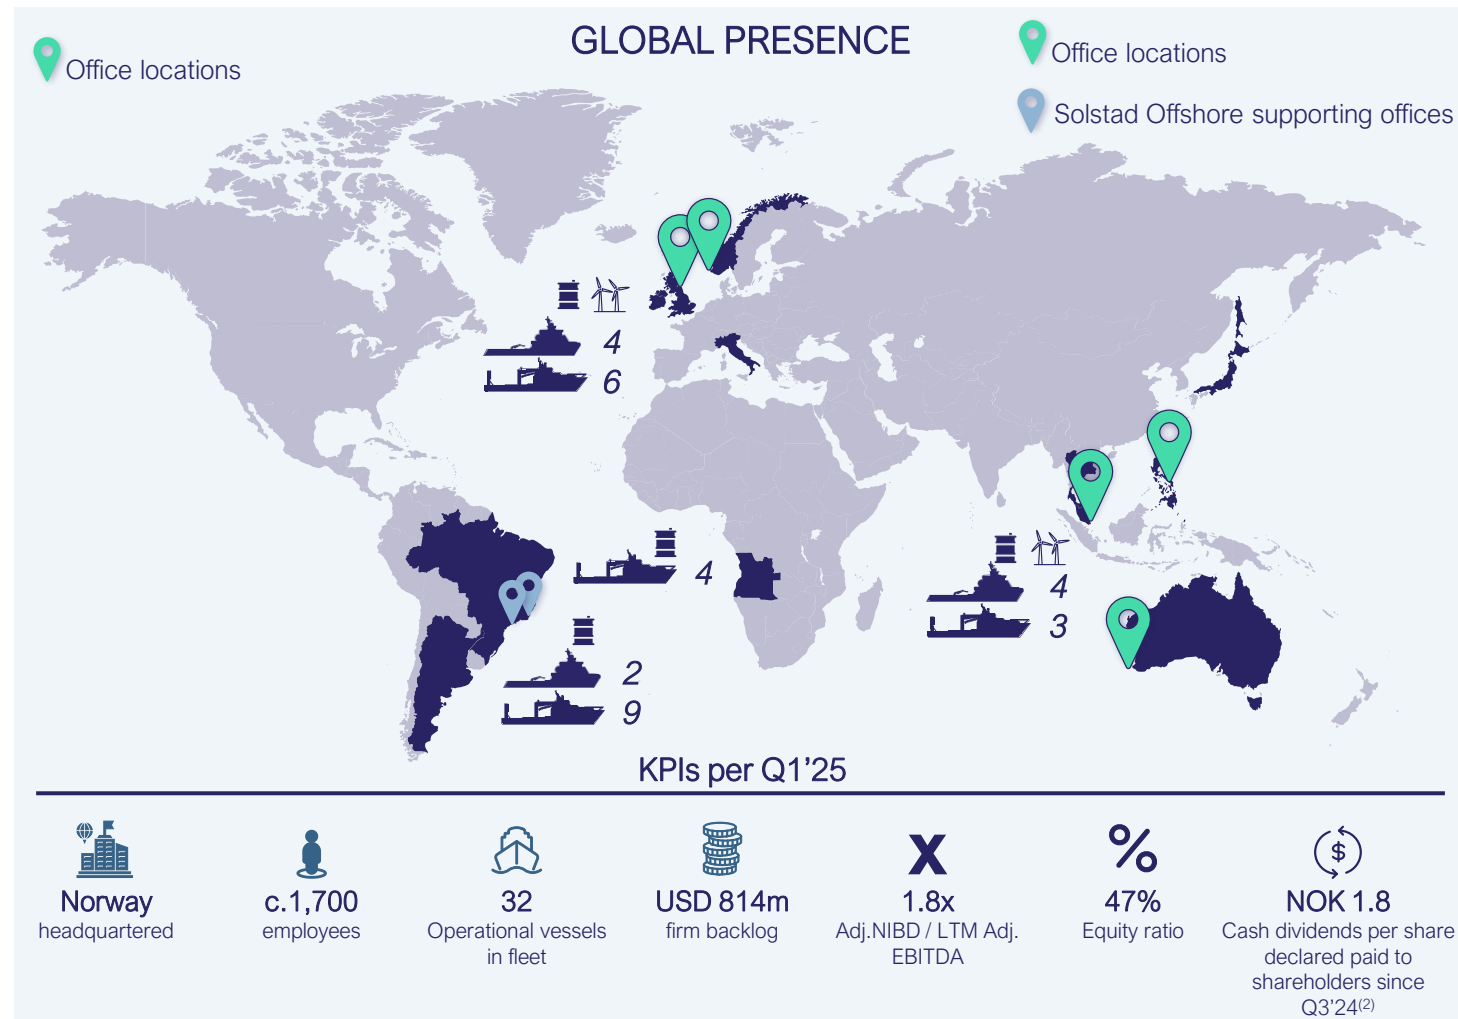 GLOBAL PRESENCE
Office locations
Office locations
Solstad Offshore supporting offices
4
6
4
2
9
4
3
KPIs per Q1’25
Norway
headquartered
c.1,700
employees
32
Operational vessels
in fleet
USD 814m
firm backlog
x
1.8x
Adj.NIBD / LTM Adj.
EBITDA
%
47%
Equity ratio
$
NOK 1.8
Cash dividends per share
declared paid to
shareholders since
Q3’24(2)